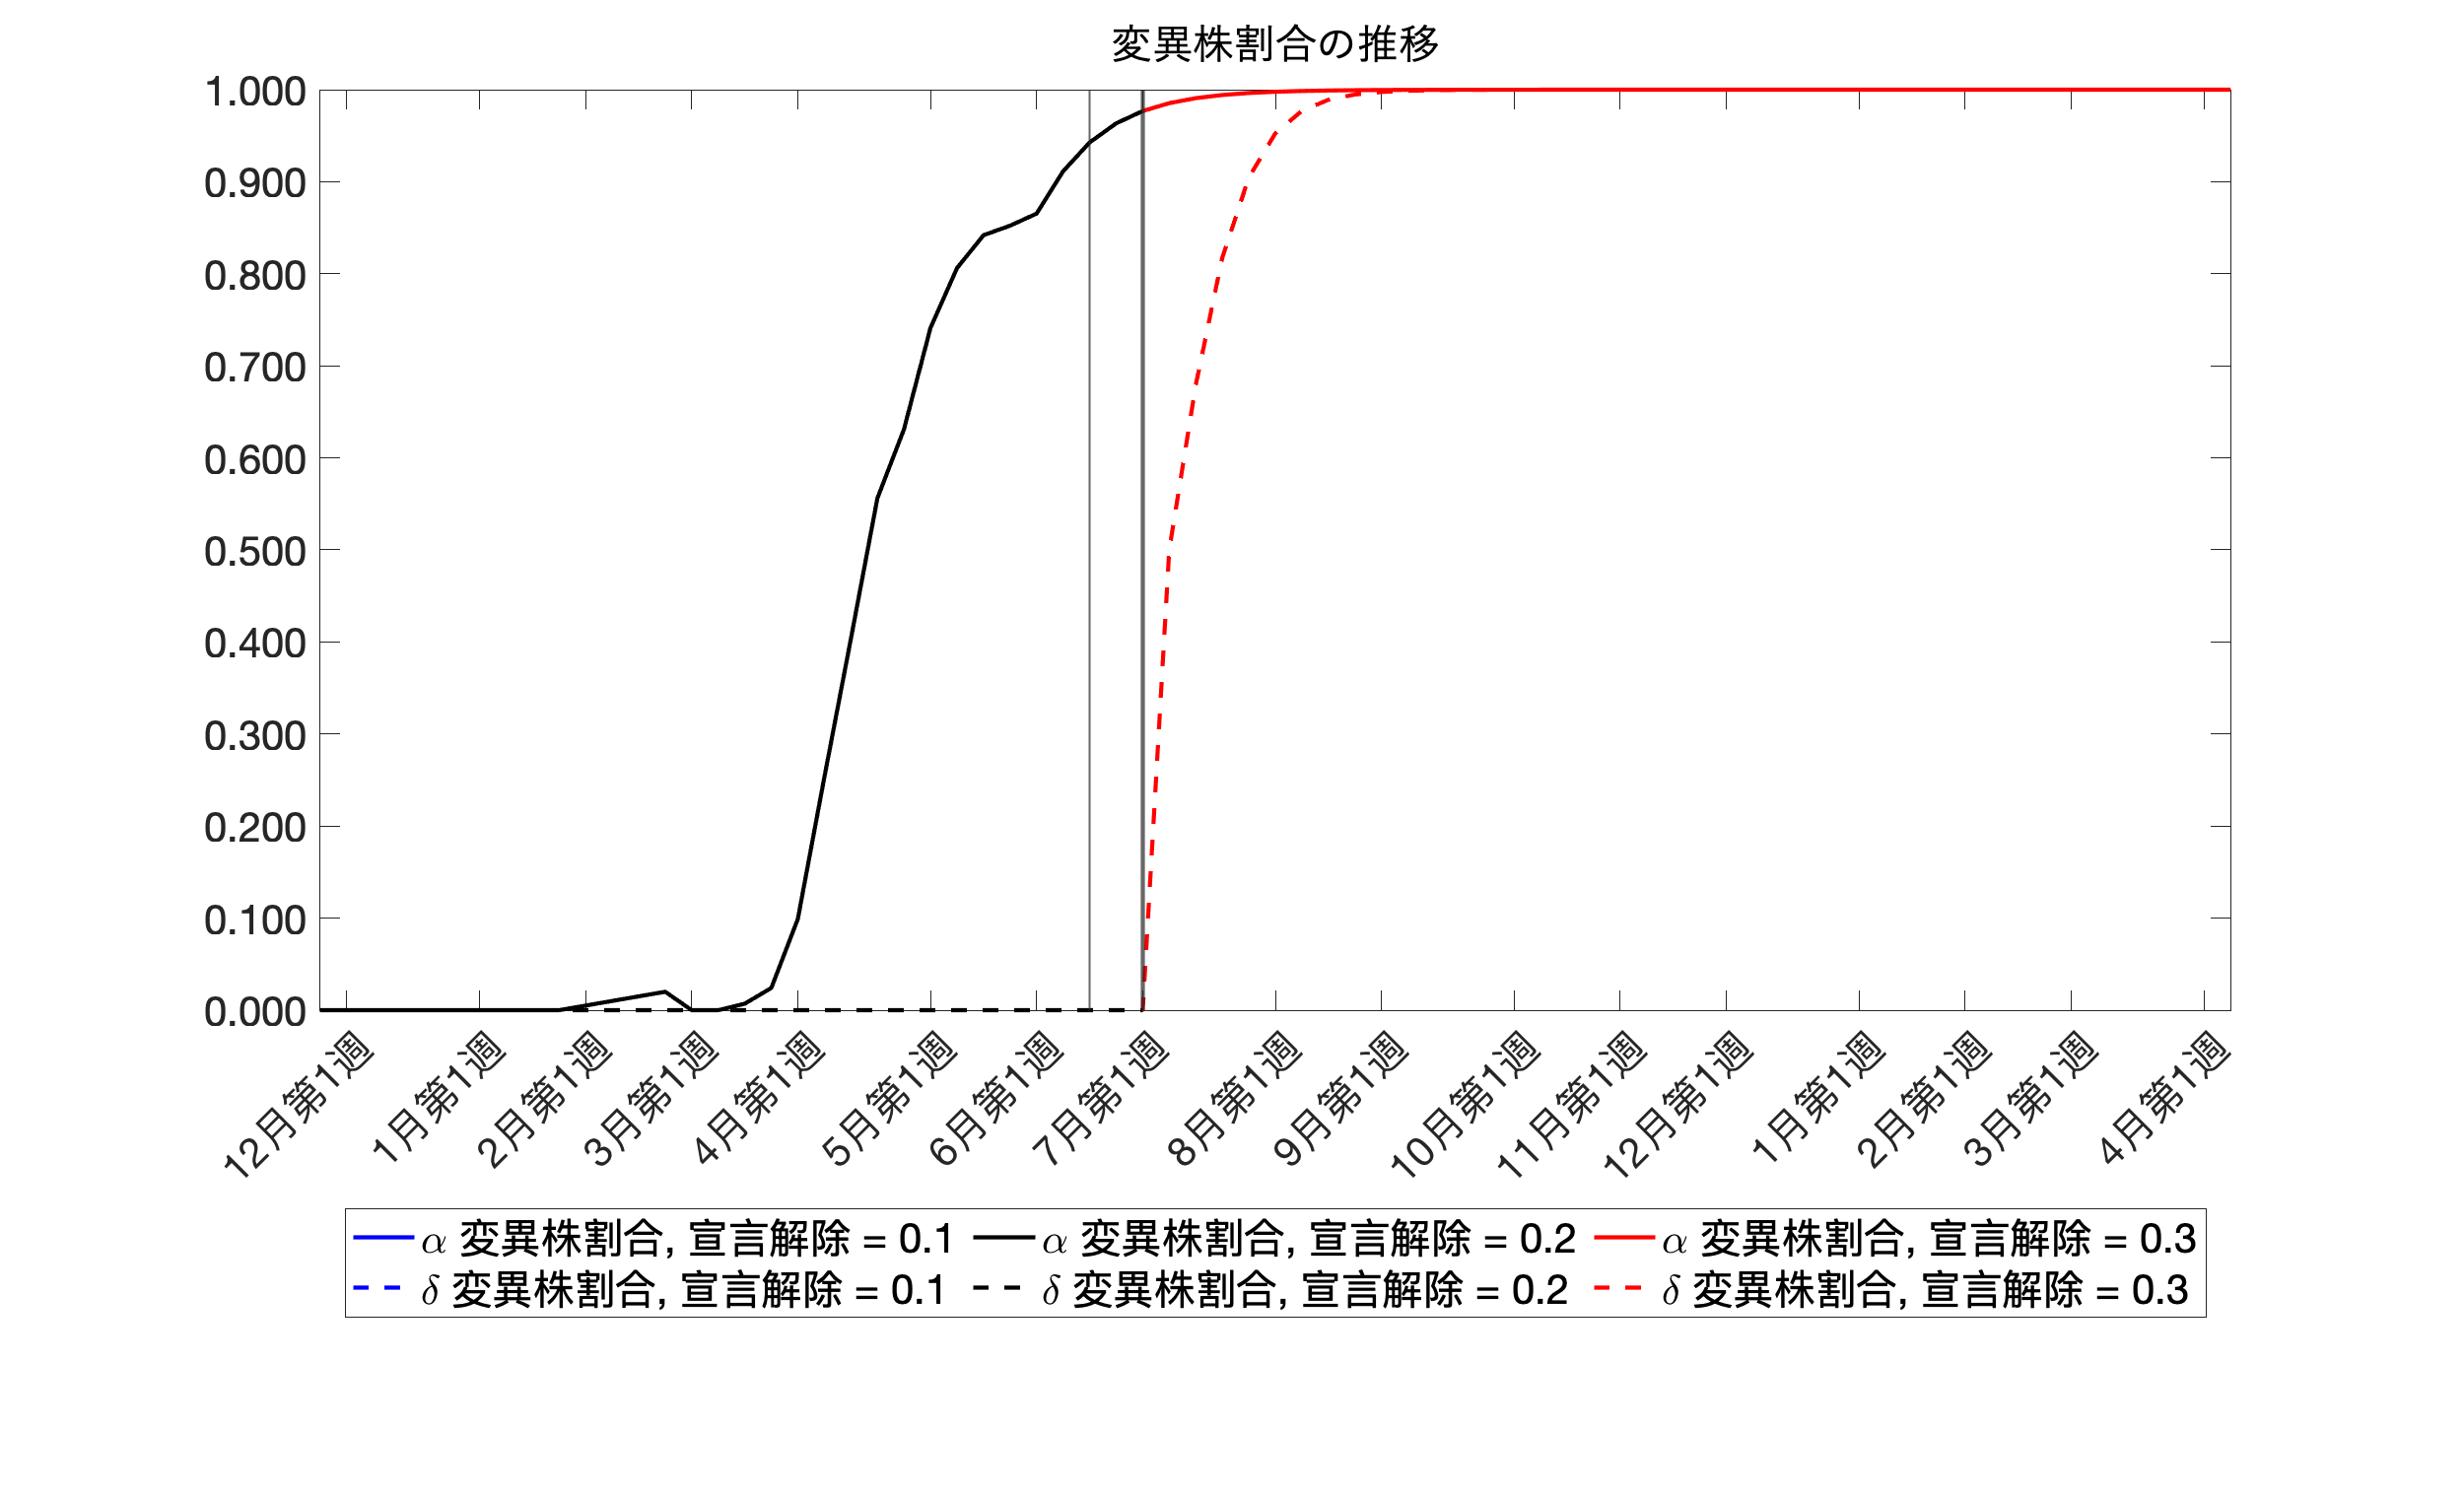 変異株割合の推移
1.000
0.900
0.800
0.700
0.600
0.500
0.400
0.300
0.200
0.100
0.000
12月第1週
1月第1週
2月第1週
3月第1週
4月第1週
5月第1週
6月第1週
7月第1週
8月第1週
9月第1週
10月第1週
11月第1週
12月第1週
1月第1週
2月第1週
3月第1週
4月第1週
α 変異株割合, 宣言解除 = 0.1 α 変異株割合, 宣言解除 = 0.2 α 変異株割合, 宣言解除 = 0.3
δ 変異株割合, 宣言解除 = 0.1 δ 変異株割合, 宣言解除 = 0.2 δ 変異株割合, 宣言解除 = 0.3